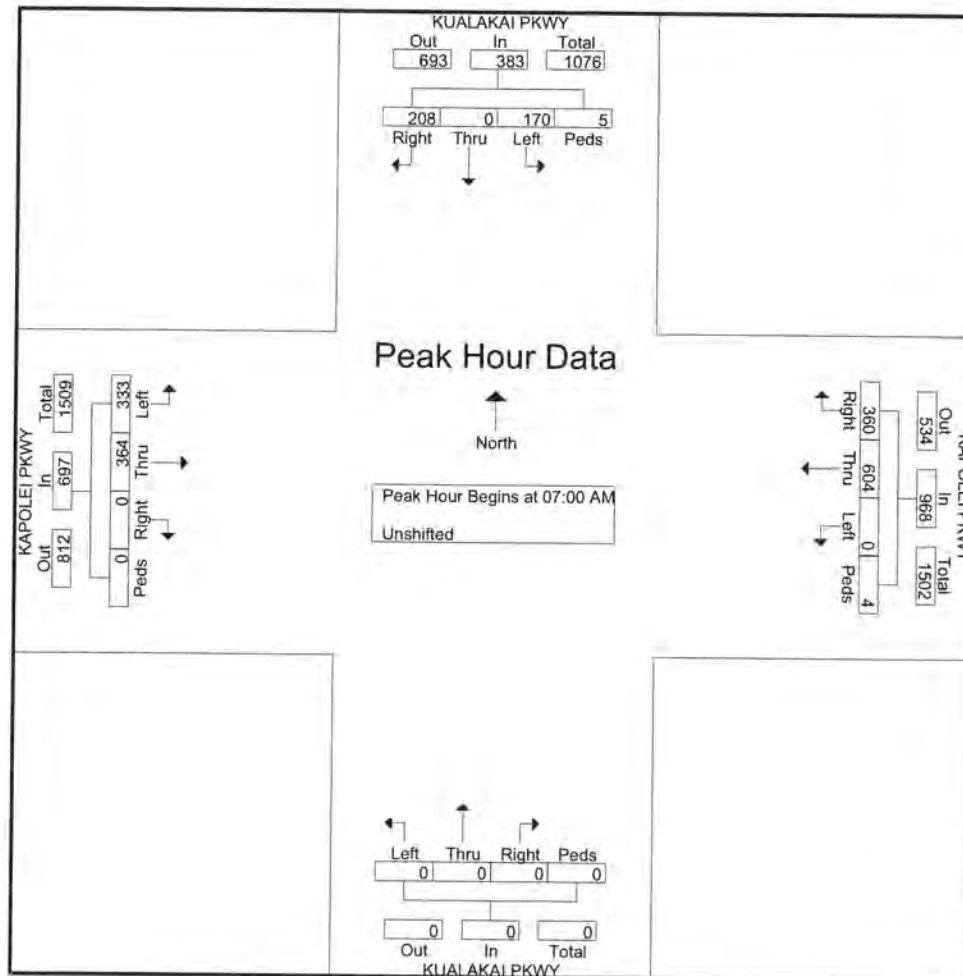 KUALAKAI PKWY
Out In Total
693 383 1076
208 0 170 5
Right Thru Left Peds
Peak Hour Data
North
Peak Hour Begins at 07:00 AM
Unshifted
KAPOLEI PKWY
Total In Out
1509 697 812
333 364 0 0
Left Thru Right Peds
Out In Total
534 968 1502
360 604 0 4
Right Thru Left Peds
Left Thru Right Peds
0 0 0 0
0 0 0
Out In Total
KUALAKAI PKWY